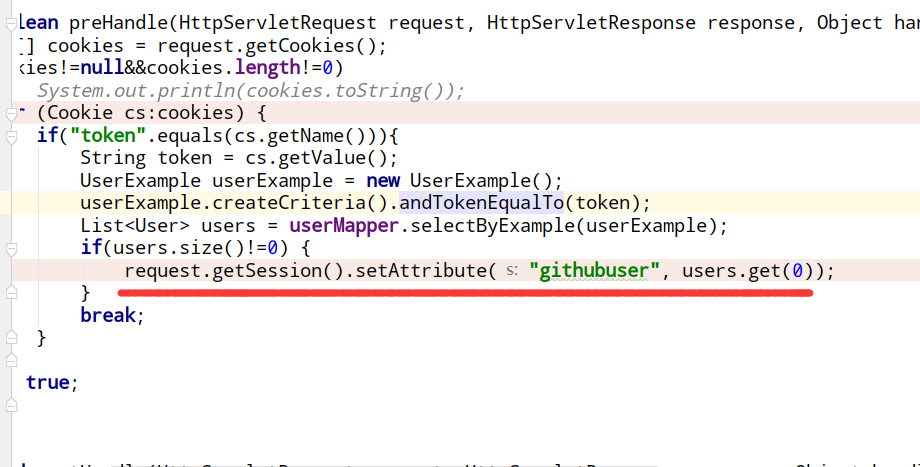 lean preHandle(HttpServletRequest request, HttpServletResponse response, Object han
[] cookies = request.getCookies();
kies!=null&&cookies.length!=0)
System.out.println(cookies.toString());
(Cookie cs:cookies) {
if("token".equals(cs.getName())){
String token = cs.getValue();
UserExample userExample = new UserExample();
userExample.createCriteria().andTokenEqualTo(token);
List<User> users = userMapper.selectByExample(userExample);
if(users.size()!=0) {
request.getSession().setAttribute( s: "githubuser", users.get(0));
}
break;
}
true;